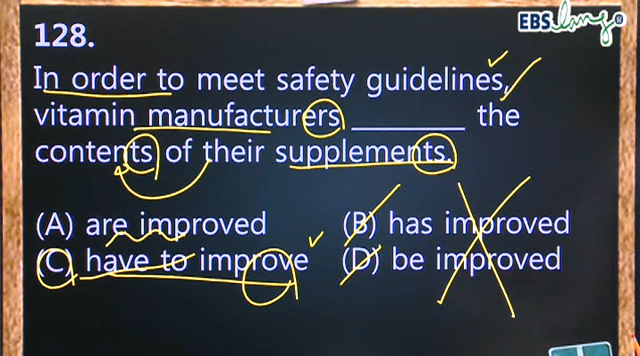 EBS lang
128.
In order to meet safety guidelines,
vitamin manufacturers ________ the
contents of their supplements.
(A) are improved (B) has improved
(C) have to improve (D) be improved